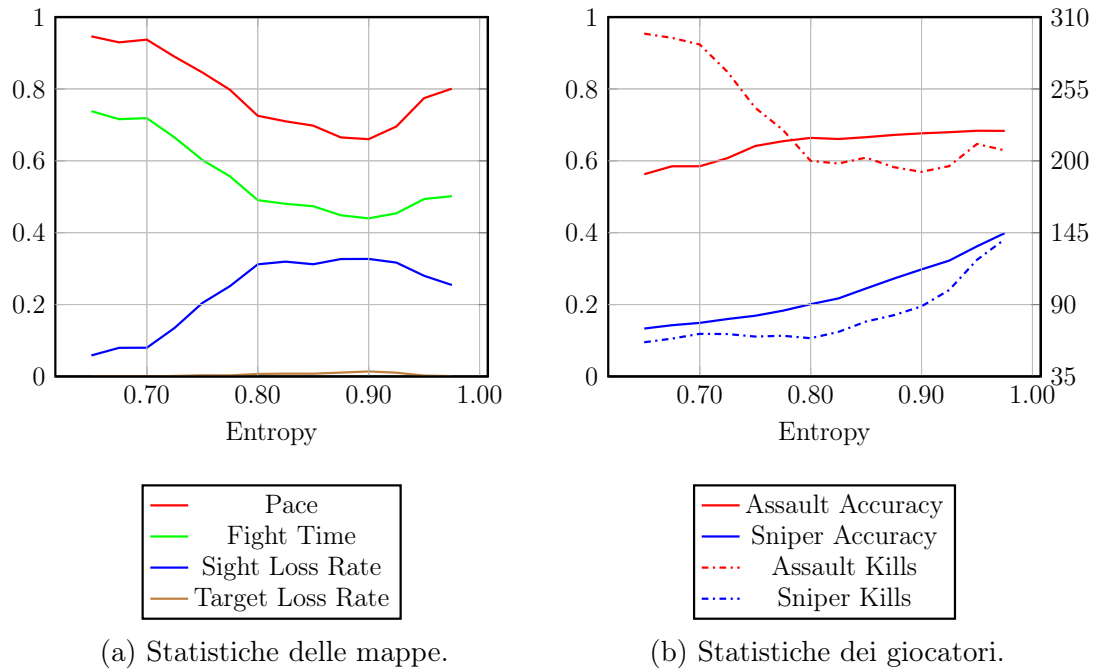 1
0.8
0.6
0.4
0.2
0
0.70 0.80 0.90 1.00
Entropy
Pace
Fight Time
Sight Loss Rate
Target Loss Rate
(a) Statistiche delle mappe.
1
0.8
0.6
0.4
0.2
0
310
255
200
145
90
35
0.70 0.80 0.90 1.00
Entropy
Assault Accuracy
Sniper Accuracy
Assault Kills
Sniper Kills
(b) Statistiche dei giocatori.